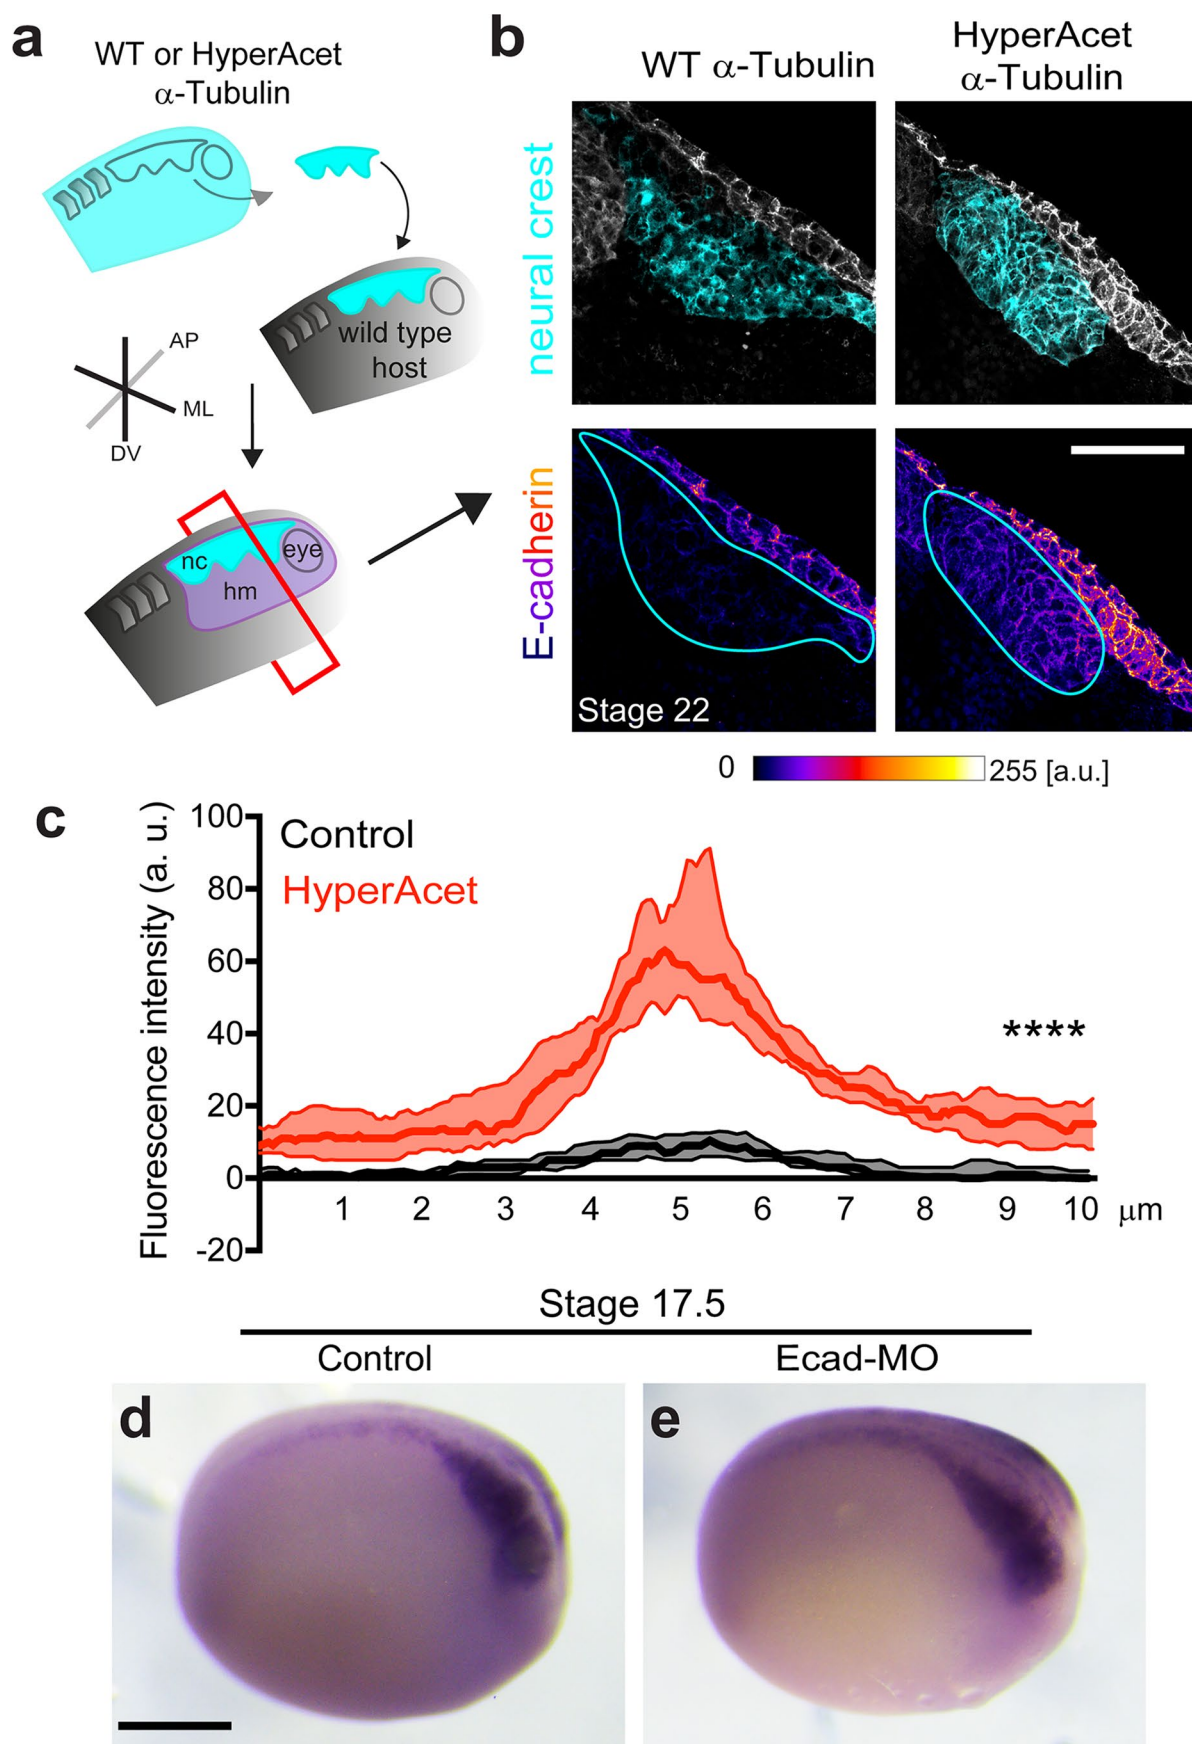 a
WT or HyperAcet
α-Tubulin
wild type
host
AP
ML
DV
nc
eye
hm
b
WT α-Tubulin
HyperAcet
α-Tubulin
neural crest
E-cadherin
Stage 22
0
255 [a.u.]
c
Fluorescence intensity (a. u.)
100
80
60
40
20
0
-20
Control
HyperAcet
****
1 2 3 4 5 6 7 8 9 10 μm
Stage 17.5
Control
Ecad-MO
d
e